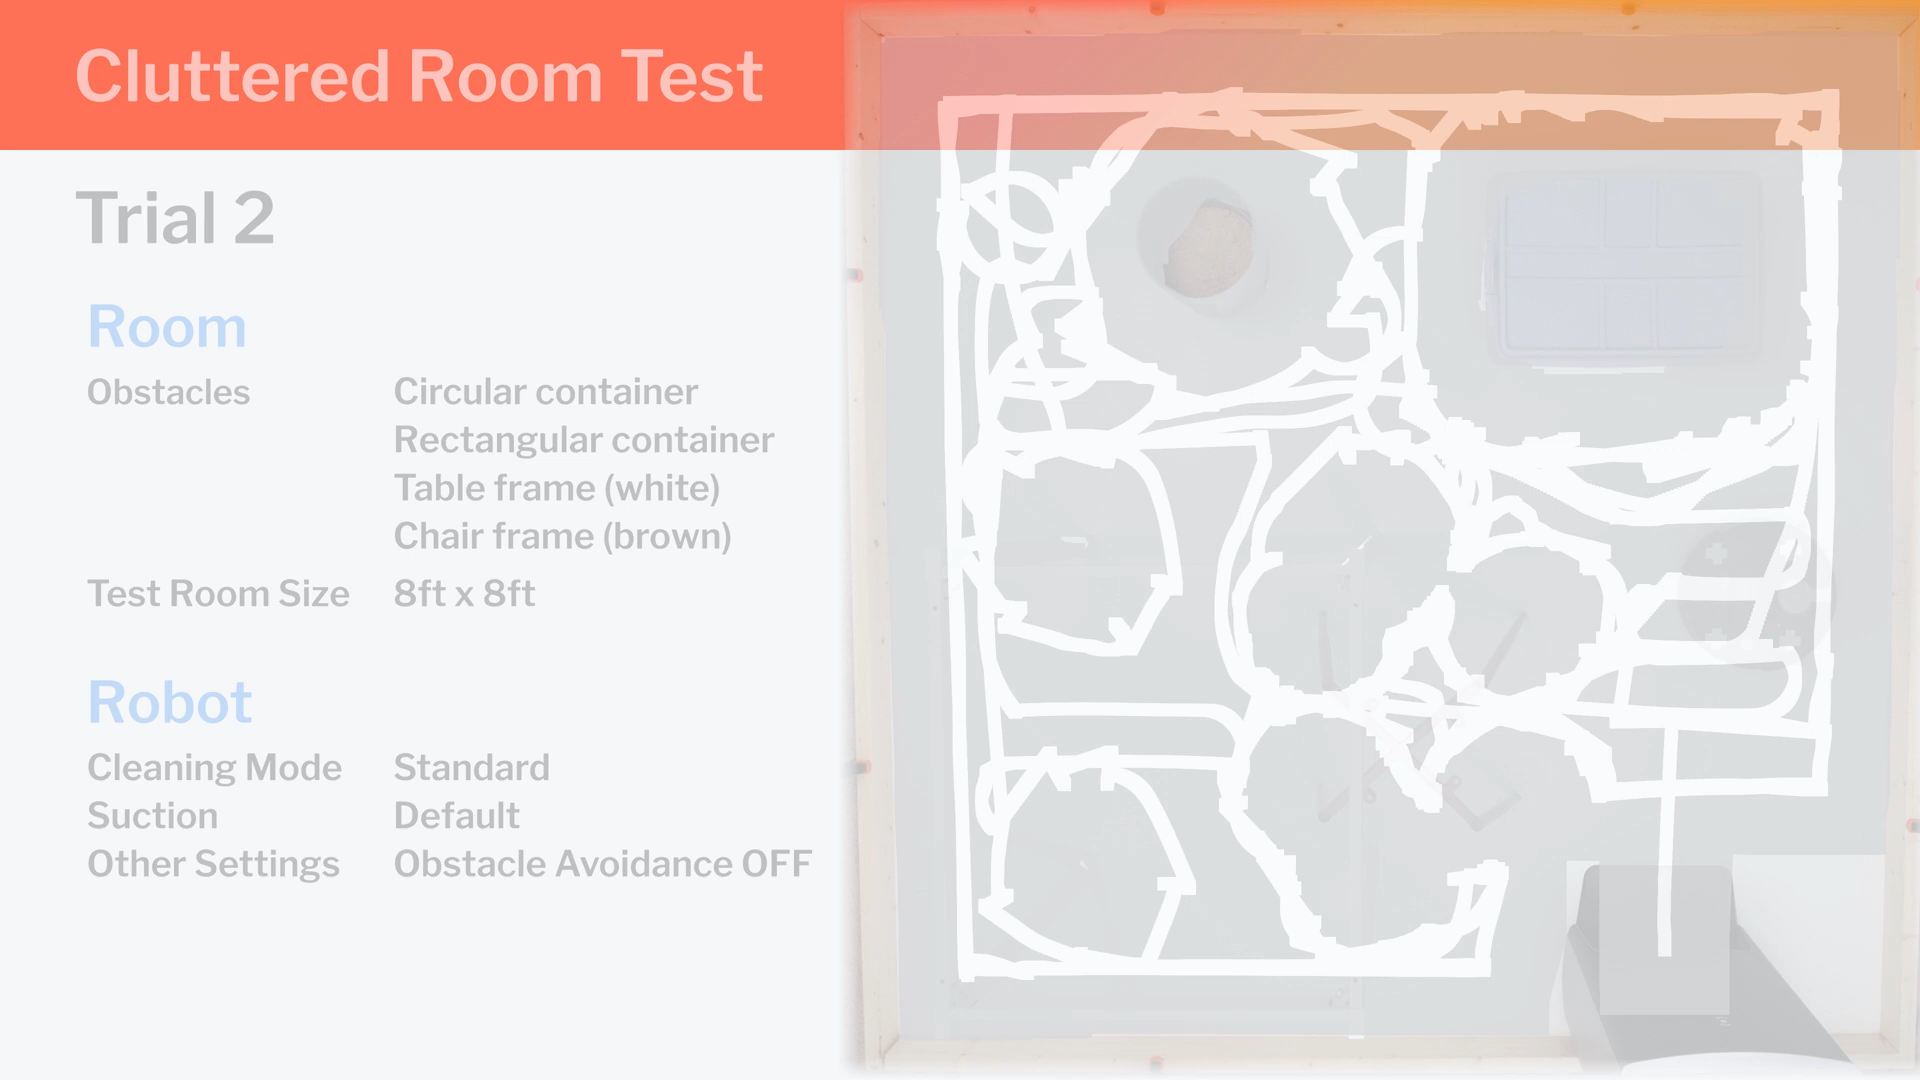 Cluttered Room Test
Trial 2
Room
Obstacles Circular container
Rectangular container
Table frame (white)
Chair frame (brown)
Test Room Size 8ft x 8ft
Robot
Cleaning Mode Standard
Suction Default
Other Settings Obstacle Avoidance OFF